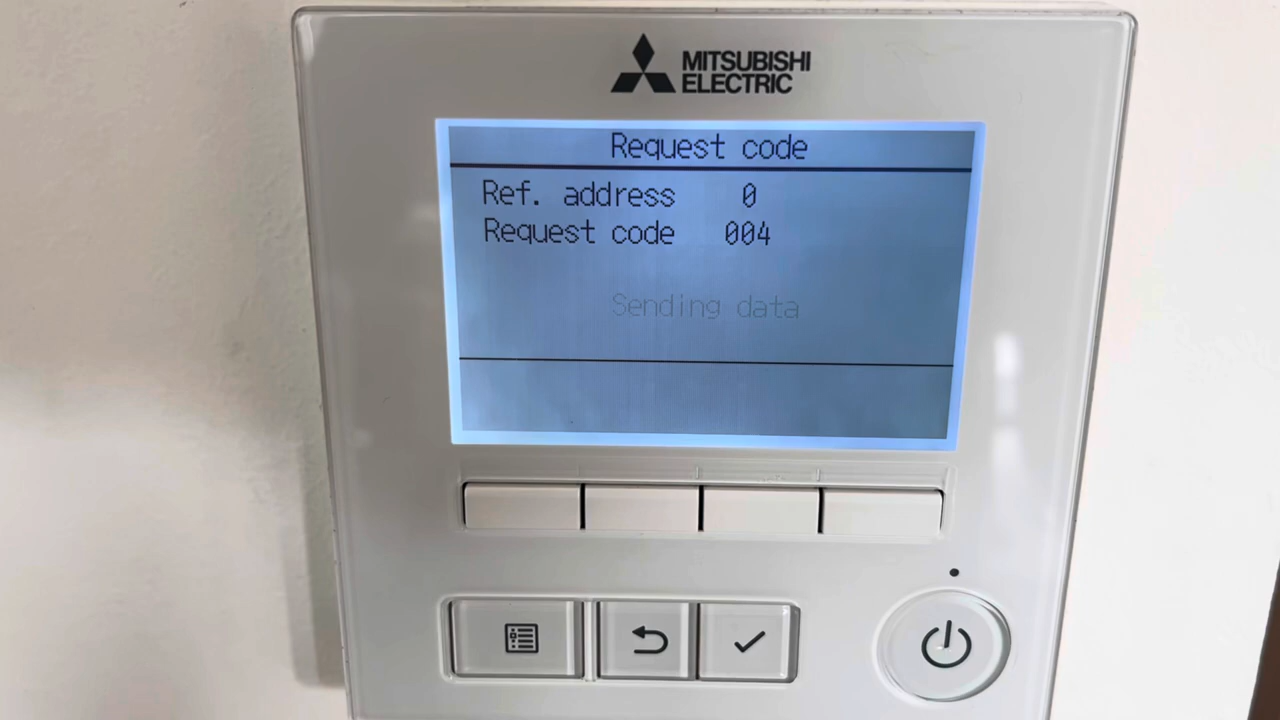 MITSUBISHI
ELECTRIC
Request code
Ref. address 0
Request code 004
Sending data